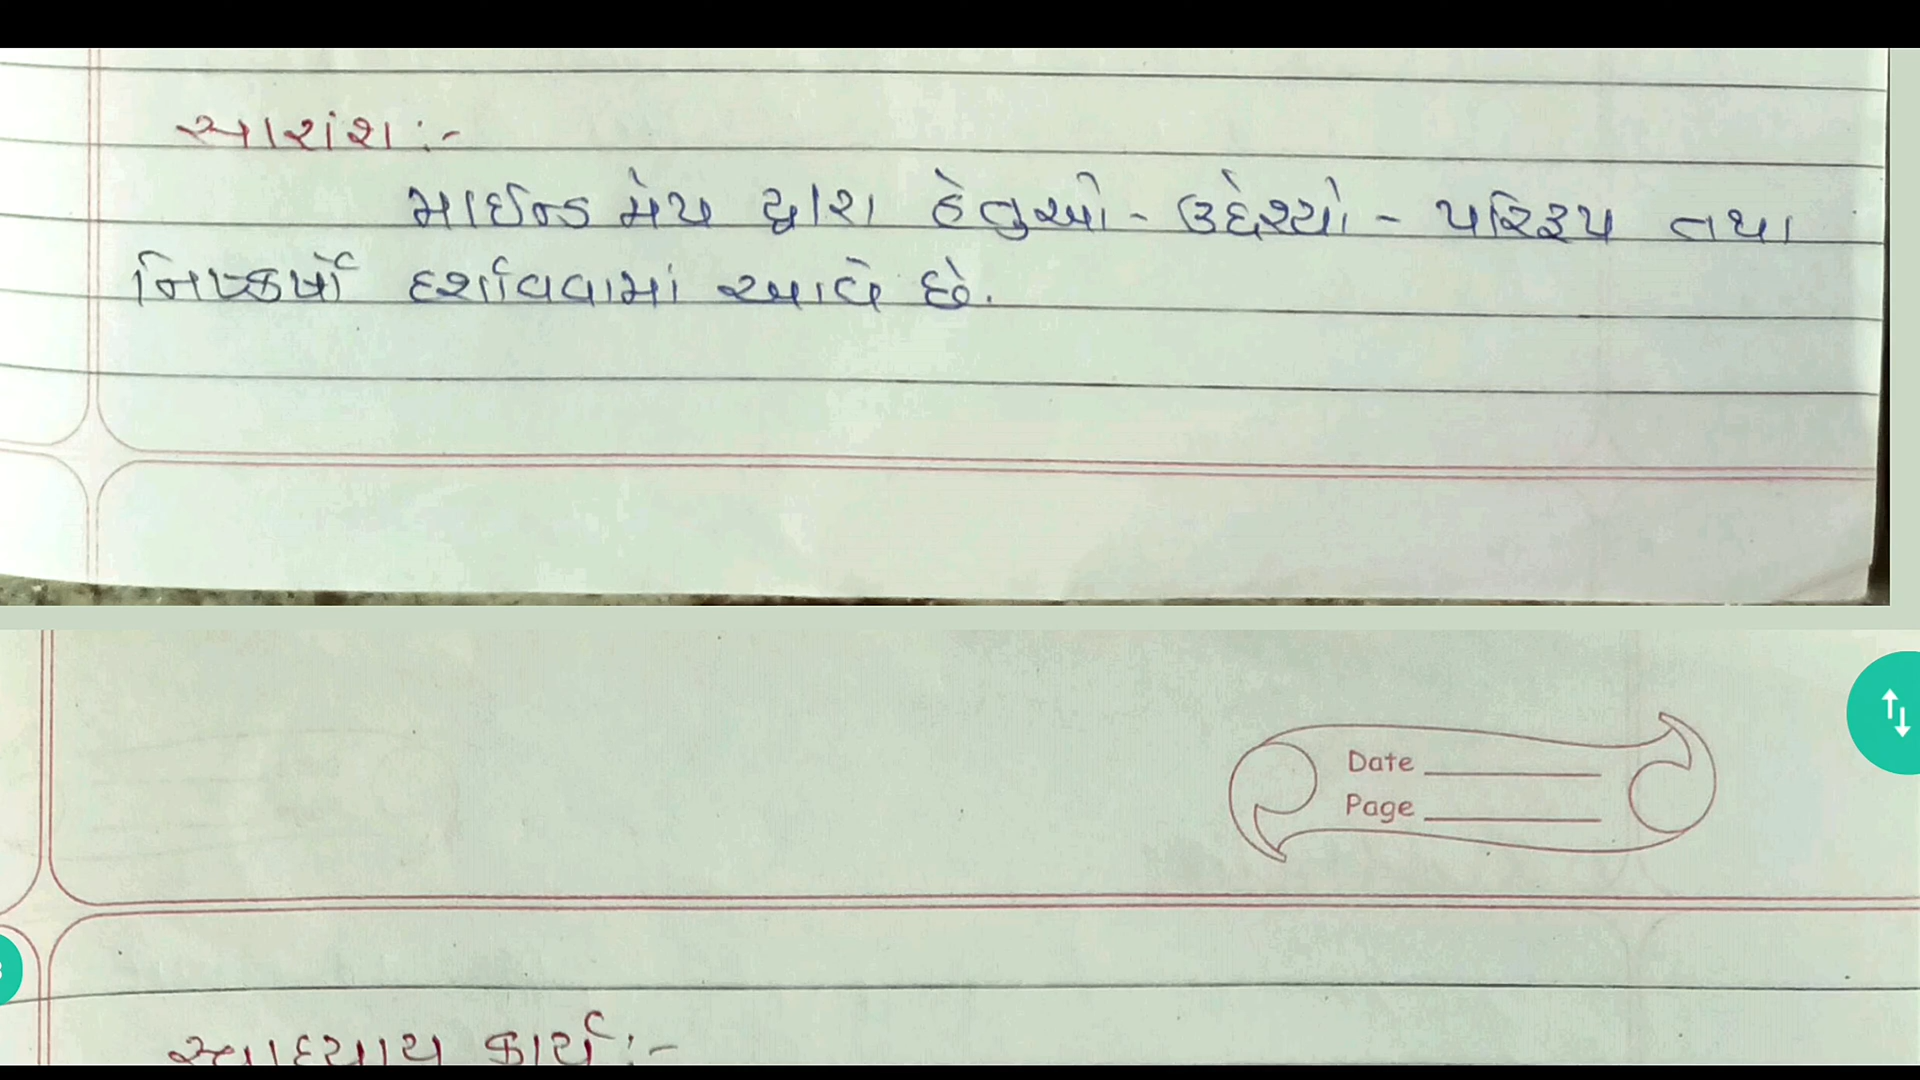 સારાંશ :-
માઈન્ડ મેપ દ્વારા હેતુઓ - ઉદ્દેશ્યો - પરિરૂપ તથા
નિષ્કર્ષો દર્શાવવામાં આવે છે.
Date
Page
સ્વાધ્યાય કાર્ય :-